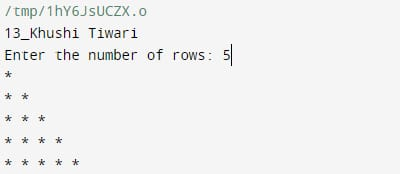 /tmp/1hY6JsUCZX.o
13_Khushi Tiwari
Enter the number of rows: 5
*
* *
* * *
* * * *
* * * * *